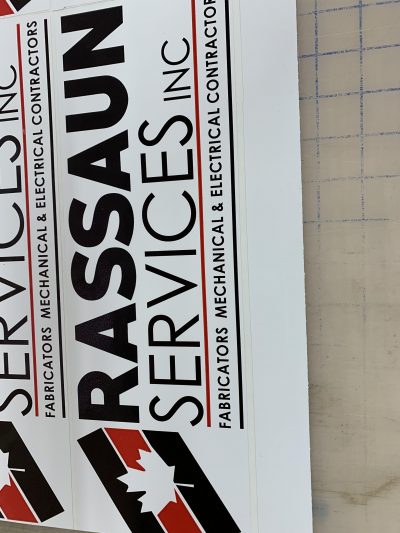 SERVICES INC
FABRICATORS MECHANICAL & ELECTRICAL CONTRACTORS
RASSAUN
SERVICES INC
FABRICATORS MECHANICAL & ELECTRICAL CONTRACTORS